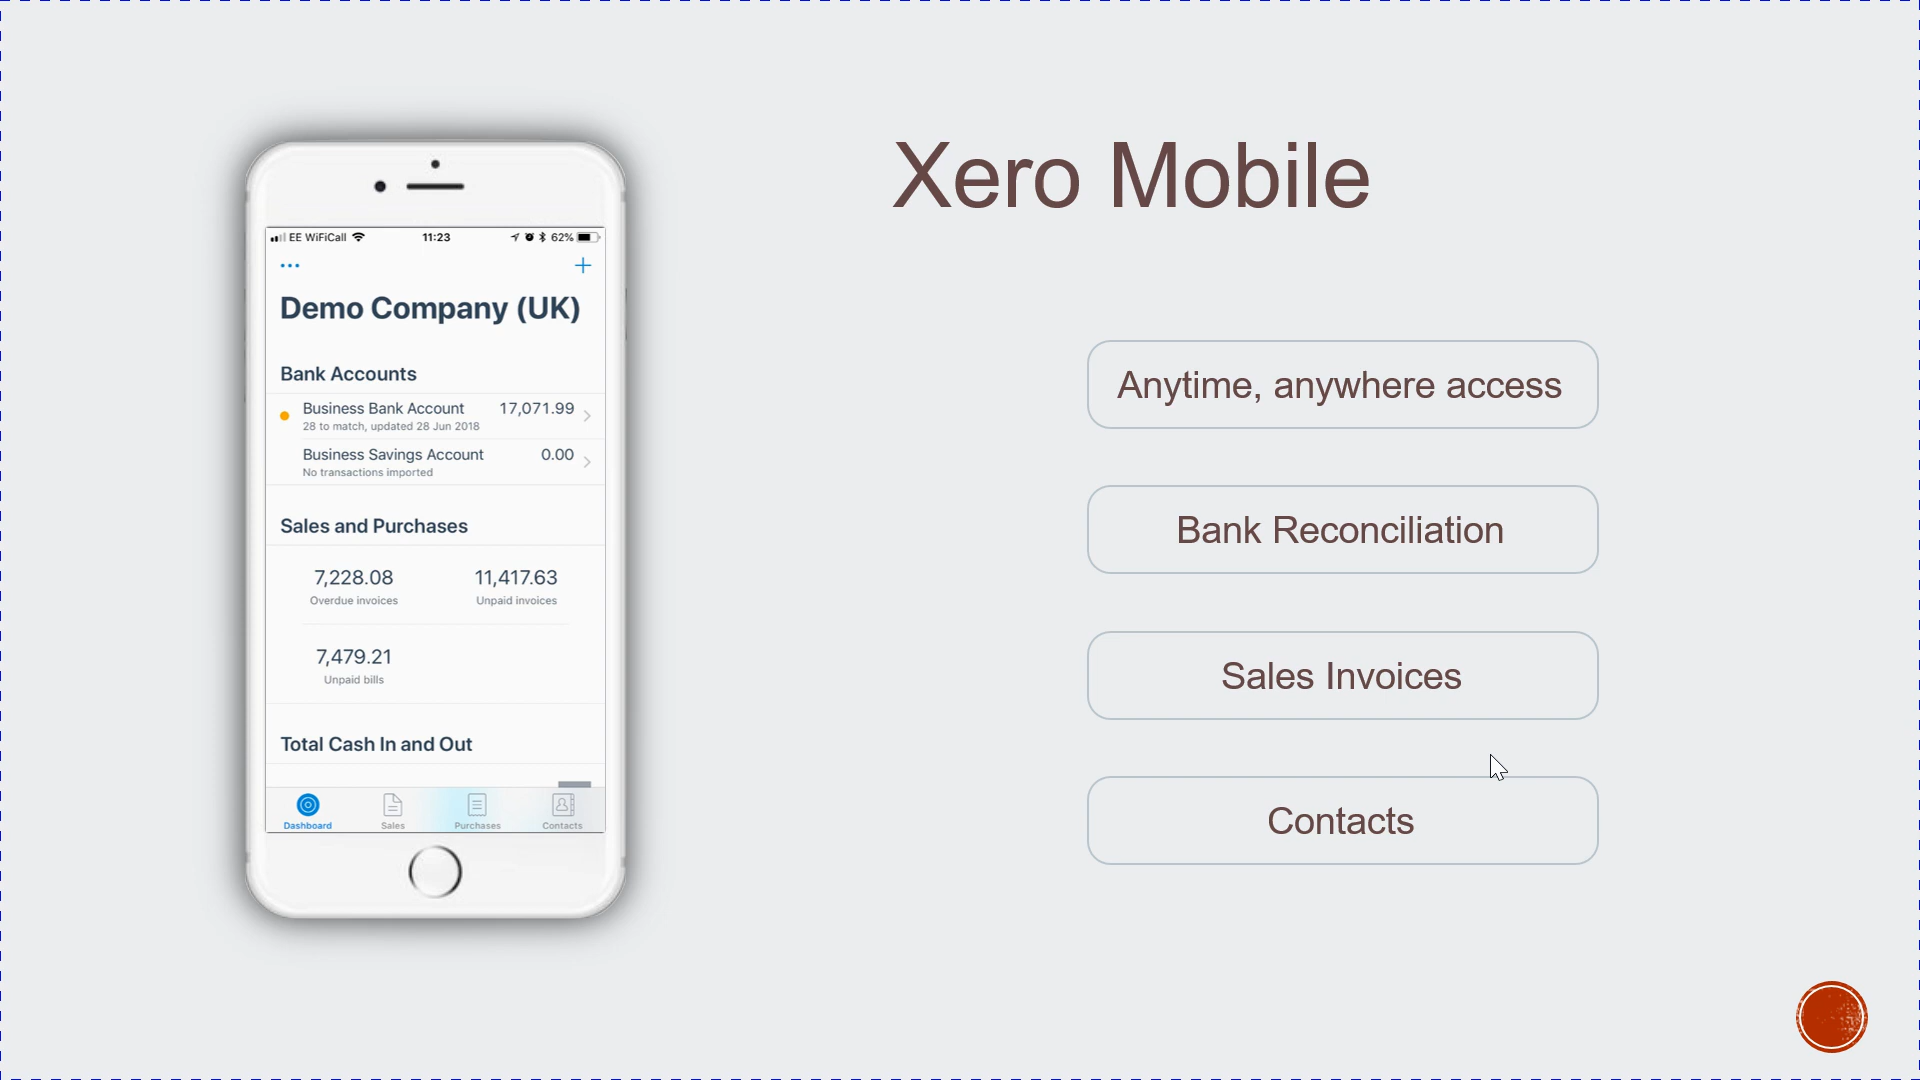 Xero Mobile
EE WiFiCall 11:23 62%
Demo Company (UK)
Bank Accounts
Business Bank Account 17,071.99
28 to match, updated 28 Jun 2018
Business Savings Account 0.00
No transactions imported
Sales and Purchases
7,228.08 11,417.63
Overdue invoices Unpaid invoices
7,479.21
Unpaid bills
Total Cash In and Out
Dashboard Sales Purchases Contacts
Anytime, anywhere access
Bank Reconciliation
Sales Invoices
Contacts